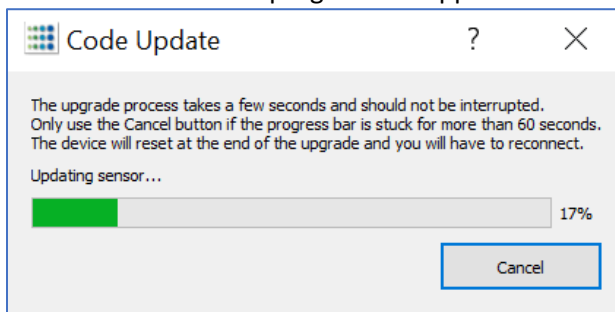 Code Update
?
The upgrade process takes a few seconds and should not be interrupted.
Only use the Cancel button if the progress bar is stuck for more than 60 seconds.
The device will reset at the end of the upgrade and you will have to reconnect.
Updating sensor...
17%
Cancel